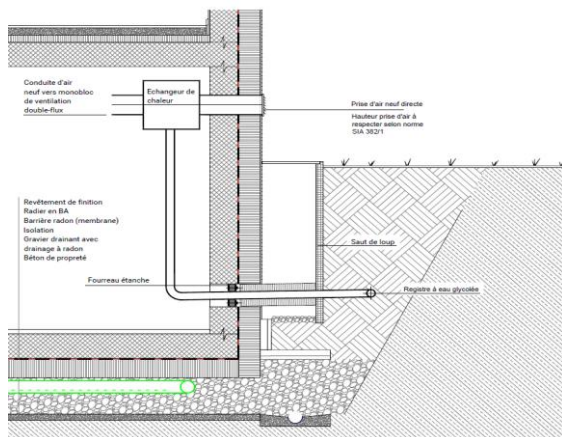 Conduite d'air
neuf vers monobloc
de ventilation
double-flux
Echangeur de
chaleur
Prise d'air neuf directe
Hauteur prise d'air à
respecter selon norme
SIA 382/1
Revêtement de finition
Radier en BA
Barrière radon (membrane)
Isolation
Gravier drainant avec
drainage à radon
Béton de propreté
Saut de loup
Fourreau étanche
Registre à eau glycolée